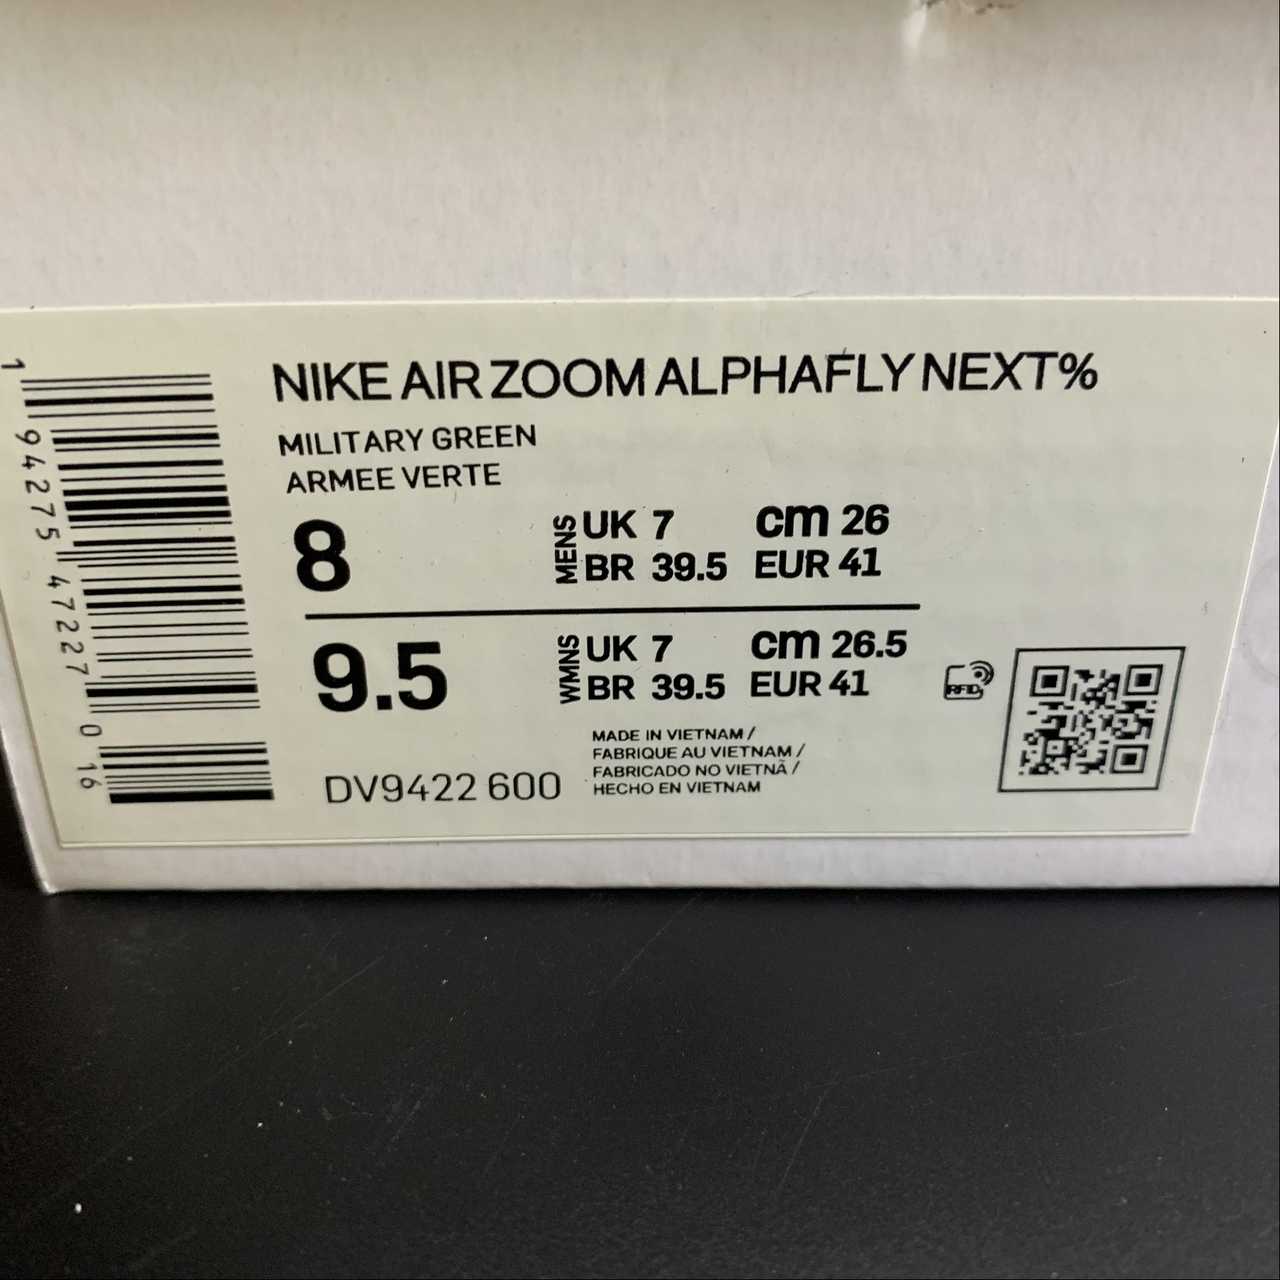 NIKE AIR ZOOM ALPHAFLY NEXT%
MILITARY GREEN
ARMEE VERTE
8 MENS UK 7 cm 26
BR 39.5 EUR 41
9.5 WMNS UK 7 cm 26.5
BR 39.5 EUR 41
RFID
DV9422 600
MADE IN VIETNAM /
FABRIQUE AU VIETNAM /
FABRICADO NO VIETNÃ /
HECHO EN VIETNAM
1 94275 47227 0 16